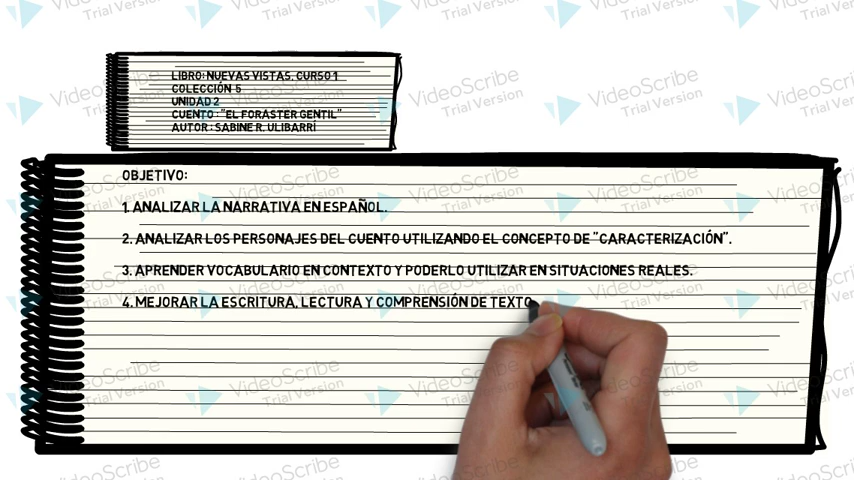 LIBRO: NUEVAS VISTAS. CURSO 1
COLECCIÓN 5
UNIDAD 2
CUENTO : "EL FORÁSTER GENTIL"
AUTOR : SABINE R. ULIBARRÍ
OBJETIVO:
1. ANALIZAR LA NARRATIVA EN ESPAÑOL.
2. ANALIZAR LOS PERSONAJES DEL CUENTO UTILIZANDO EL CONCEPTO DE "CARACTERIZACIÓN".
3. APRENDER VOCABULARIO EN CONTEXTO Y PODERLO UTILIZAR EN SITUACIONES REALES.
4. MEJORAR LA ESCRITURA, LECTURA Y COMPRENSIÓN DE TEXTO
VideoScribe
Trial Version